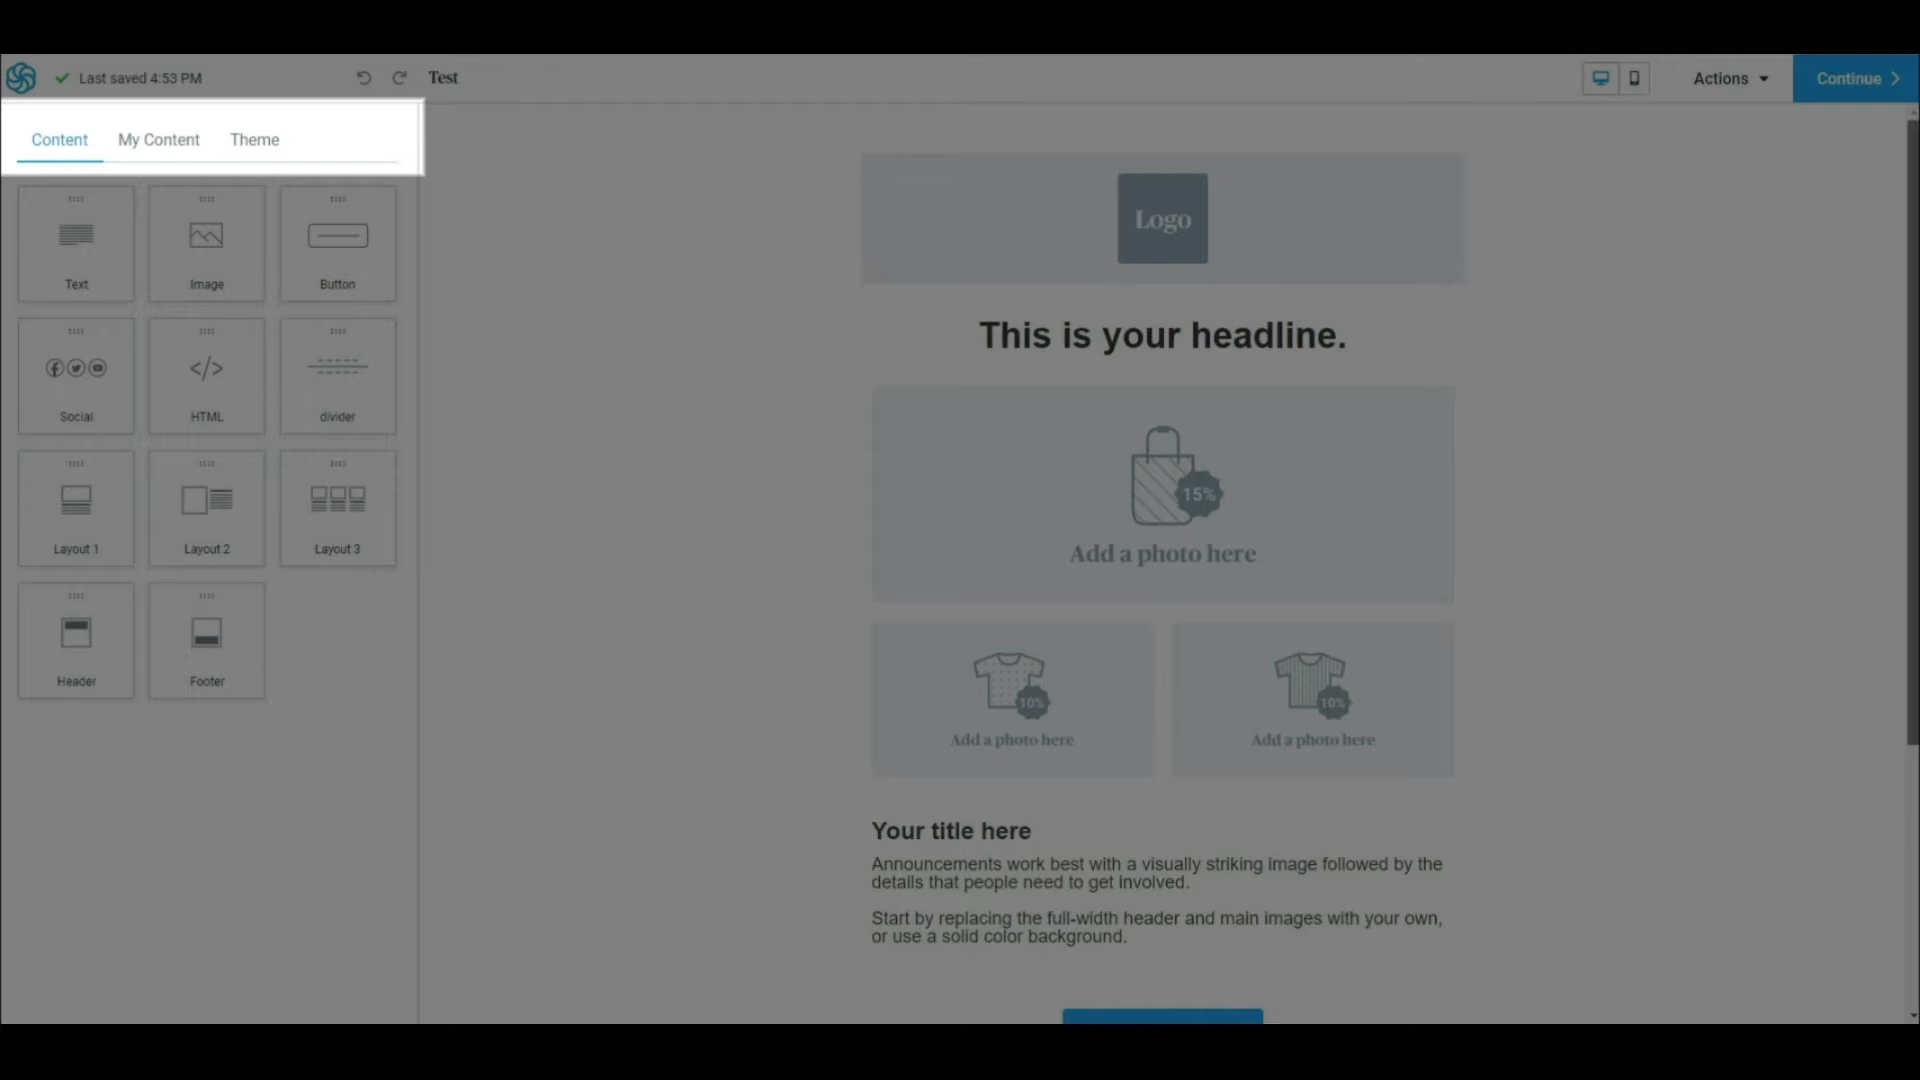 Last saved 4:53 PM
Test
Actions
Continue
Content
My Content
Theme
Text
Image
Button
Social
HTML
divider
Layout 1
Layout 2
Layout 3
Header
Footer
Logo
This is your headline.
15%
Add a photo here
10%
Add a photo here
10%
Add a photo here
Your title here
Announcements work best with a visually striking image followed by the
details that people need to get involved.
Start by replacing the full-width header and main images with your own,
or use a solid color background.